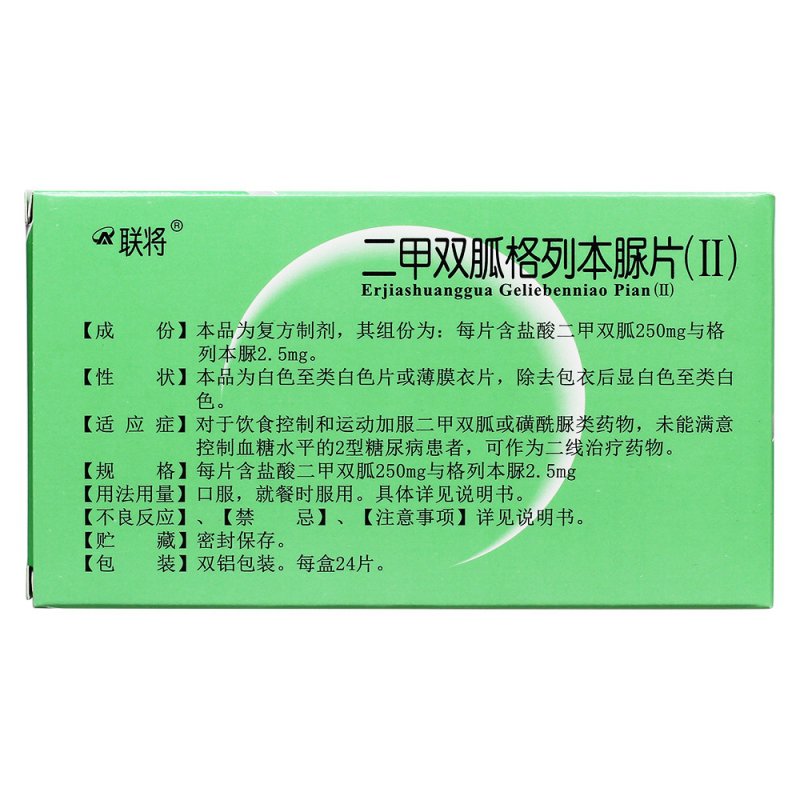 联将®
二甲双胍格列本脲片(II)
Erjiashuanggua Geliebenniao Pian(II)
【成　份】本品为复方制剂，其组份为：每片含盐酸二甲双胍250mg与格
列本脲2.5mg。
【性　状】本品为白色至类白色片或薄膜衣片，除去包衣后显白色至类白
色。
【适应症】对于饮食控制和运动加服二甲双胍或磺酰脲类药物，未能满意
控制血糖水平的2型糖尿病患者，可作为二线治疗药物。
【规　格】每片含盐酸二甲双胍250mg与格列本脲2.5mg
【用法用量】口服，就餐时服用。具体详见说明书。
【不良反应】、【禁　忌】、【注意事项】详见说明书。
【贮　藏】密封保存。
【包　装】双铝包装。每盒24片。